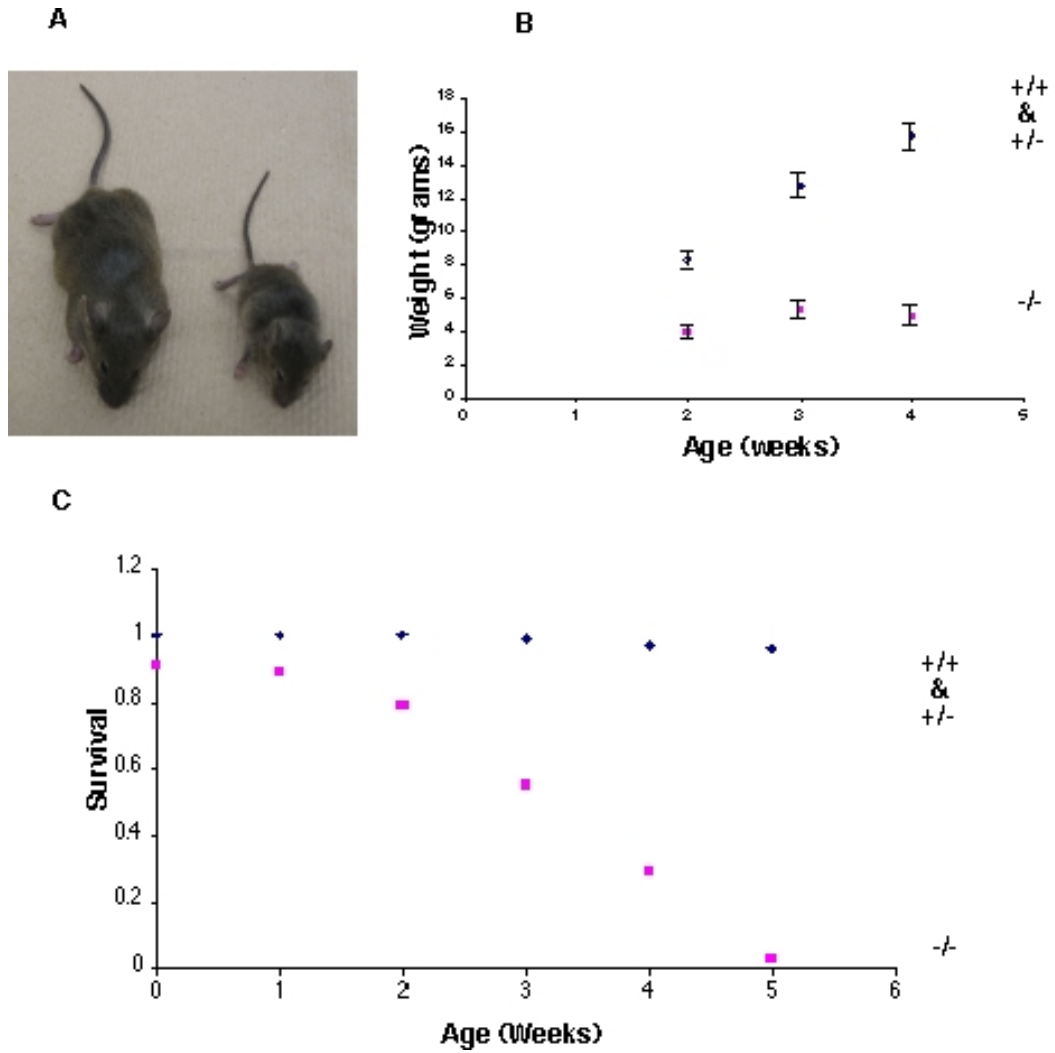 A
B
18
16
14
12
10
8
6
4
2
0
Weight (grams)
0 1 2 3 4 5
Age (weeks)
+/+
&
+/-
-/-
C
1.2
1
0.8
0.6
0.4
0.2
0
Survival
0 1 2 3 4 5 6
Age (Weeks)
+/+
&
+/-
-/-